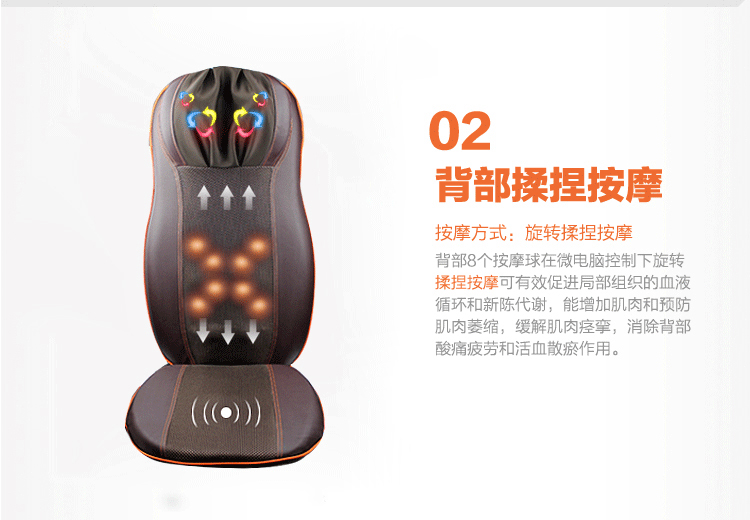 02
背部揉捏按摩
按摩方式：旋转揉捏按摩
背部8个按摩球在微电脑控制下旋转
揉捏按摩可有效促进局部组织的血液
循环和新陈代谢，能增加肌肉和预防
肌肉萎缩，缓解肌肉痉挛，消除背部
酸痛疲劳和活血散瘀作用。